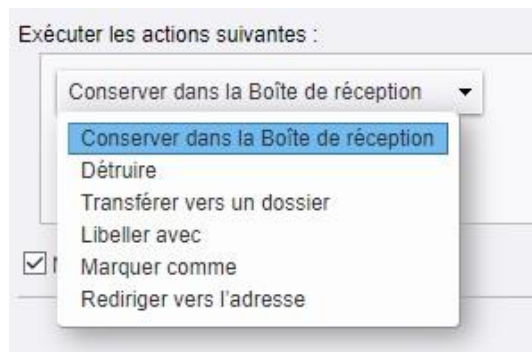 Exécuter les actions suivantes :
Conserver dans la Boîte de réception
Conserver dans la Boîte de réception
Détruire
Transférer vers un dossier
Libeller avec
Marquer comme
Rediriger vers l'adresse